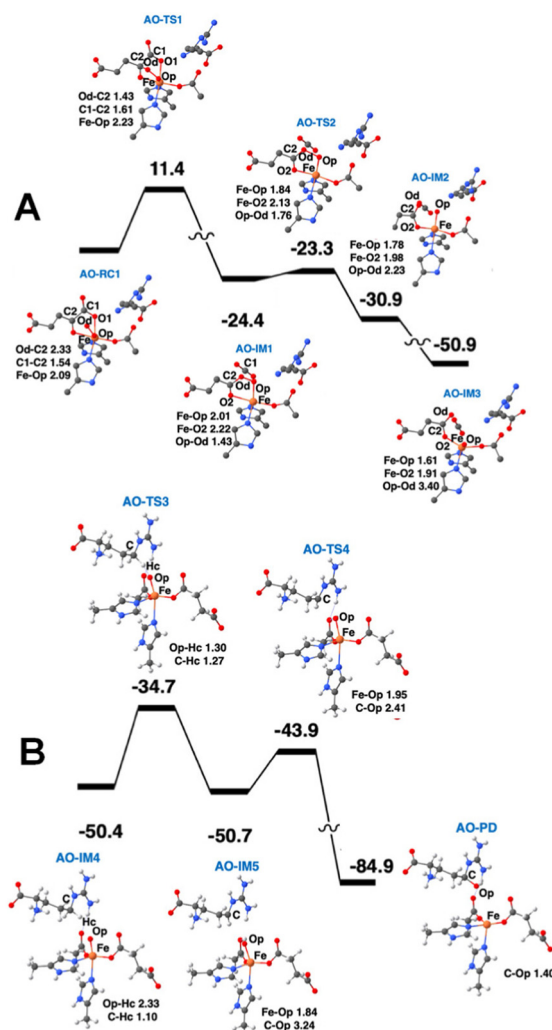 AO-TS1
C1
C2
O1
Od
Op
Fe
Od-C2 1.43
C1-C2 1.61
Fe-Op 2.23
AO-TS2
C2
Od
Op
O2
Fe
Fe-Op 1.84
Fe-O2 2.13
Op-Od 1.76
AO-IM2
Od
Op
C2
O2
Fe
Fe-Op 1.78
Fe-O2 1.98
Op-Od 2.23
11.4
A
-23.3
-30.9
-50.9
AO-RC1
C2
C1
O1
Od
Op
Fe
Od-C2 2.33
C1-C2 1.54
Fe-Op 2.09
-24.4
AO-IM1
C1
C2
Od
Op
O2
Fe
Fe-Op 2.01
Fe-O2 2.22
Op-Od 1.43
AO-IM3
Od
C2
Fe
Op
O2
Fe-Op 1.61
Fe-O2 1.91
Op-Od 3.40
AO-TS3
C
Hc
Op
Fe
Op-Hc 1.30
C-Hc 1.27
AO-TS4
C
Op
Fe
Fe-Op 1.95
C-Op 2.41
-34.7
-43.9
B
-50.4
-50.7
-84.9
AO-IM4
C
Hc
Op
Fe
Op-Hc 2.33
C-Hc 1.10
AO-IM5
C
Op
Fe
Fe-Op 1.84
C-Op 3.24
AO-PD
C
Op
Fe
C-Op 1.40